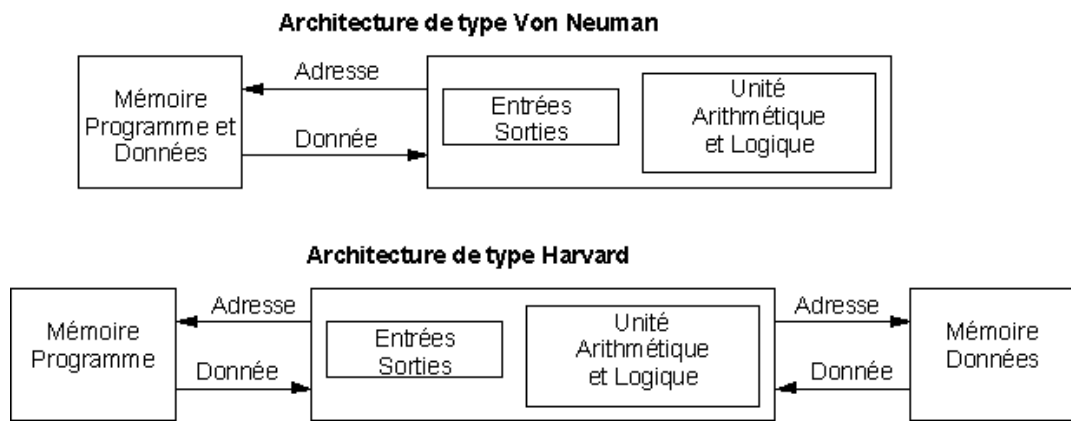 Architecture de type Von Neuman
Adresse
Mémoire
Programme et
Données
Donnée
Entrées
Sorties
Unité
Arithmétique
et Logique
Architecture de type Harvard
Mémoire
Programme
Adresse
Donnée
Entrées
Sorties
Unité
Arithmétique
et Logique
Adresse
Donnée
Mémoire
Données